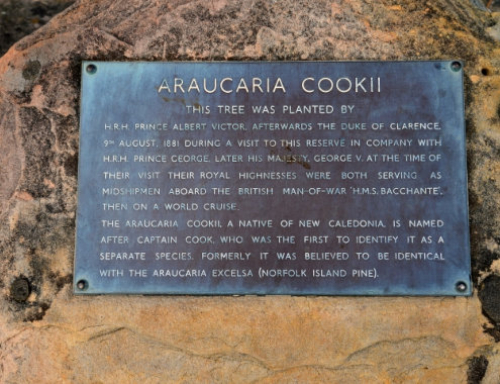 ARAUCARIA COOKII
THIS TREE WAS PLANTED BY
H.R.H. PRINCE ALBERT VICTOR, AFTERWARDS THE DUKE OF CLARENCE,
9TH AUGUST, 1881 DURING A VISIT TO THIS RESERVE IN COMPANY WITH
H.R.H. PRINCE GEORGE, LATER HIS MAJESTY, GEORGE V. AT THE TIME OF
THEIR VISIT THEIR ROYAL HIGHNESSES WERE BOTH SERVING AS
MIDSHIPMEN ABOARD THE BRITISH MAN-OF-WAR "H.M.S. BACCHANTE",
THEN ON A WORLD CRUISE.
THE ARAUCARIA COOKII, A NATIVE OF NEW CALEDONIA, IS NAMED
AFTER CAPTAIN COOK, WHO WAS THE FIRST TO IDENTIFY IT AS A
SEPARATE SPECIES. FORMERLY IT WAS BELIEVED TO BE IDENTICAL
WITH THE ARAUCARIA EXCELSA (NORFOLK ISLAND PINE).